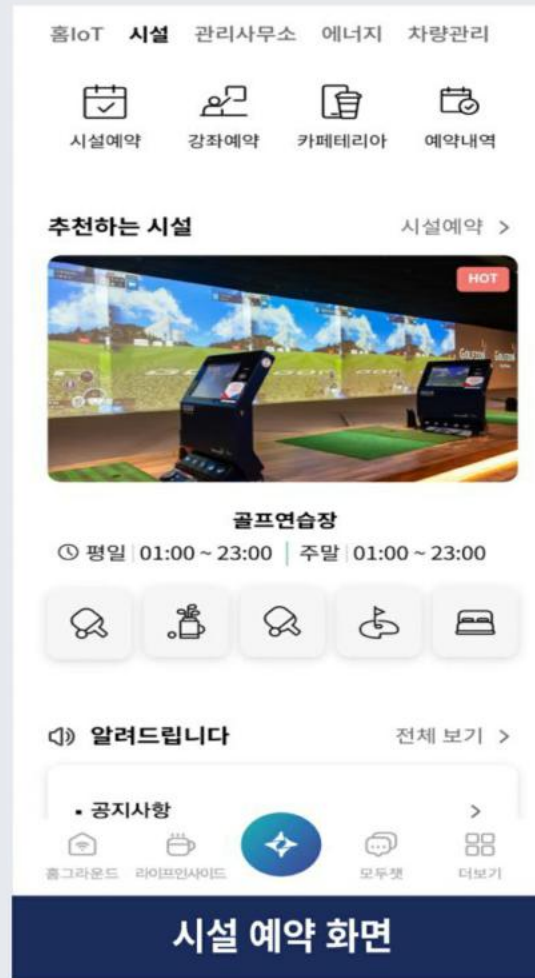 홈IoT 시설 관리사무소 에너지 차량관리
시설예약 강좌예약 카페테리아 예약내역
추천하는 시설 시설예약 >
HOT
골프연습장
평일 01:00 ~ 23:00 주말 01:00 ~ 23:00
알려드립니다 전체 보기 >
• 공지사항 >
홈그라운드 라이프인사이드 모두챗 더보기
시설 예약 화면